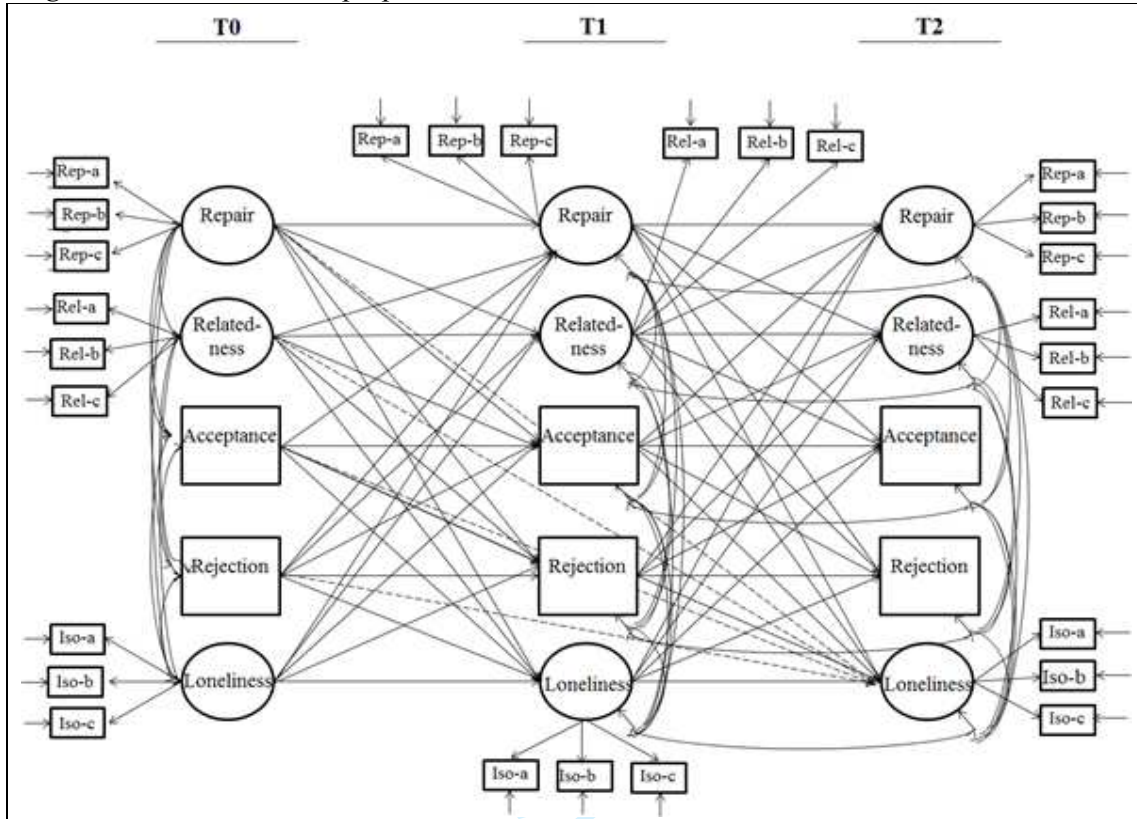 T0 T1 T2
Rep-a Rep-b Rep-c Rel-a Rel-b Rel-c
Rep-a
Rep-b
Rep-c
Rel-a
Rel-b
Rel-c
Repair Repair Repair
Related-
ness
Related-
ness
Related-
ness
Rep-a
Rep-b
Rep-c
Rel-a
Rel-b
Rel-c
Acceptance Acceptance Acceptance
Rejection Rejection Rejection
Iso-a
Iso-b
Iso-c
Loneliness Loneliness Loneliness
Iso-a
Iso-b
Iso-c
Iso-a Iso-b Iso-c